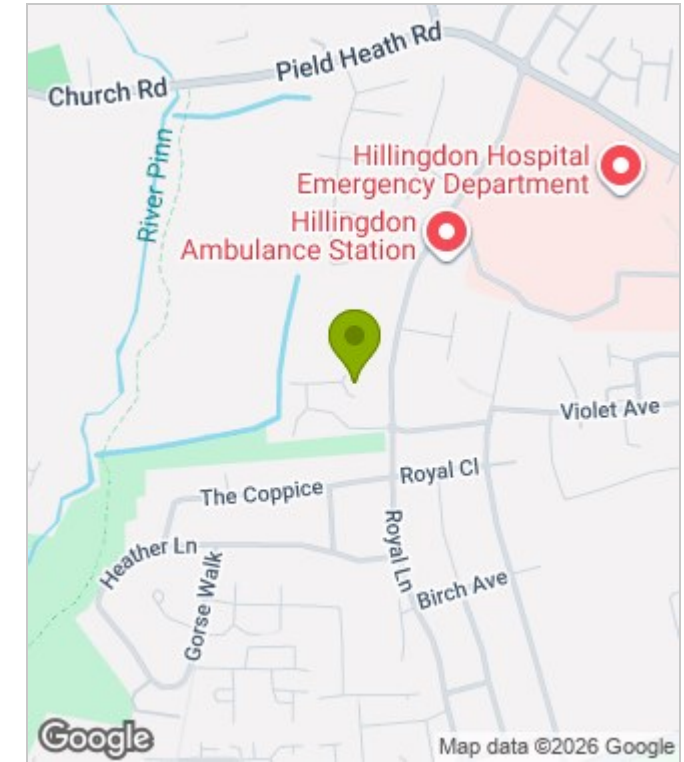 Pield Heath Rd
Church Rd
River Pinn
Hillingdon Hospital
Emergency Department
Hillingdon
Ambulance Station
Violet Ave
Royal Cl
The Coppice
Heather Ln
Gorse Walk
Royal Ln
Birch Ave
Google
Map data ©2026 Google